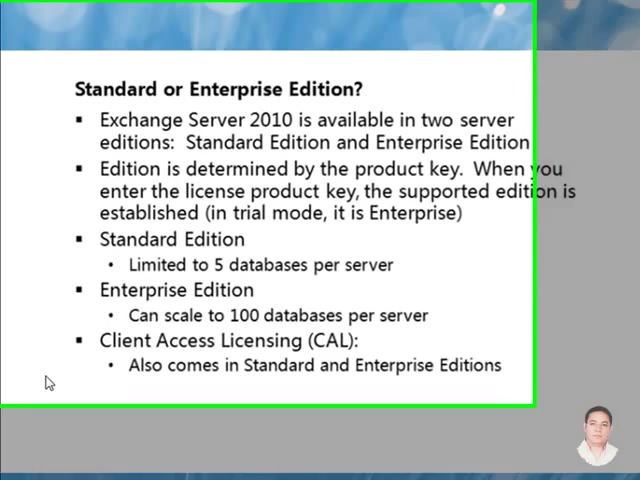 Standard or Enterprise Edition?
▪ Exchange Server 2010 is available in two server
editions: Standard Edition and Enterprise Edition
▪ Edition is determined by the product key. When you
enter the license product key, the supported edition is
established (in trial mode, it is Enterprise)
▪ Standard Edition
• Limited to 5 databases per server
▪ Enterprise Edition
• Can scale to 100 databases per server
▪ Client Access Licensing (CAL):
• Also comes in Standard and Enterprise Editions